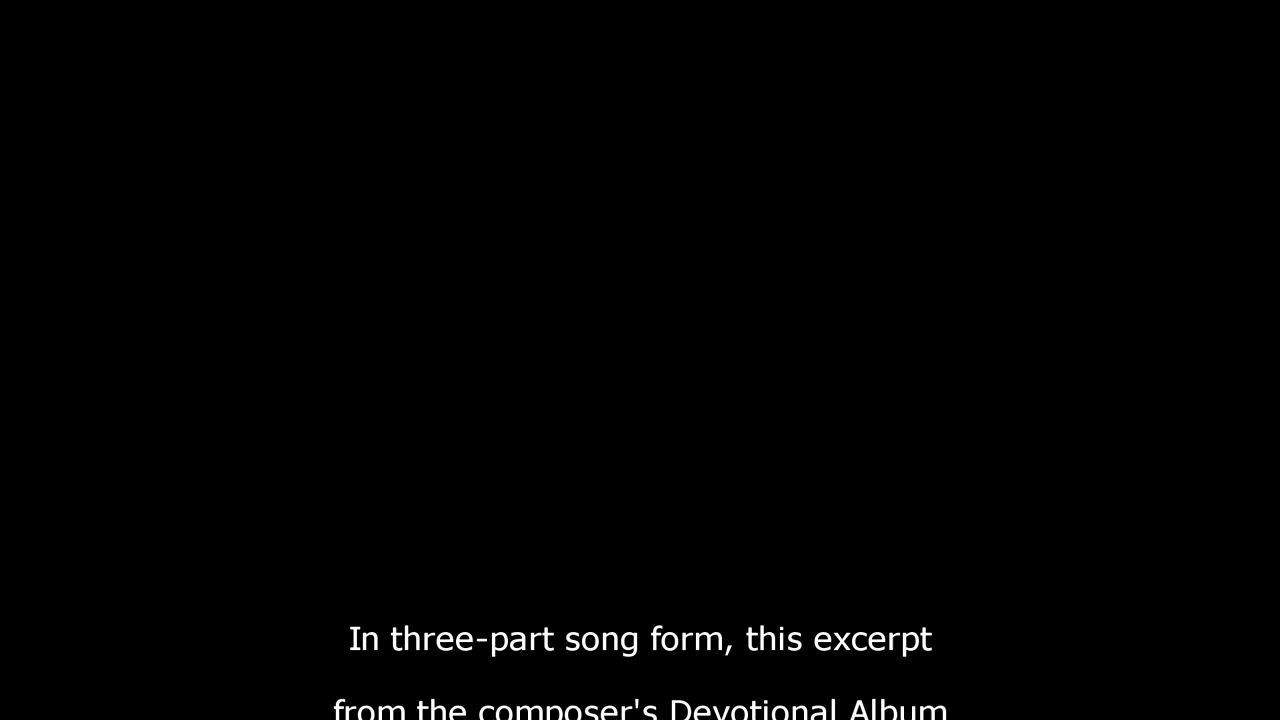 In three-part song form, this excerpt
from the composer's Devotional Album